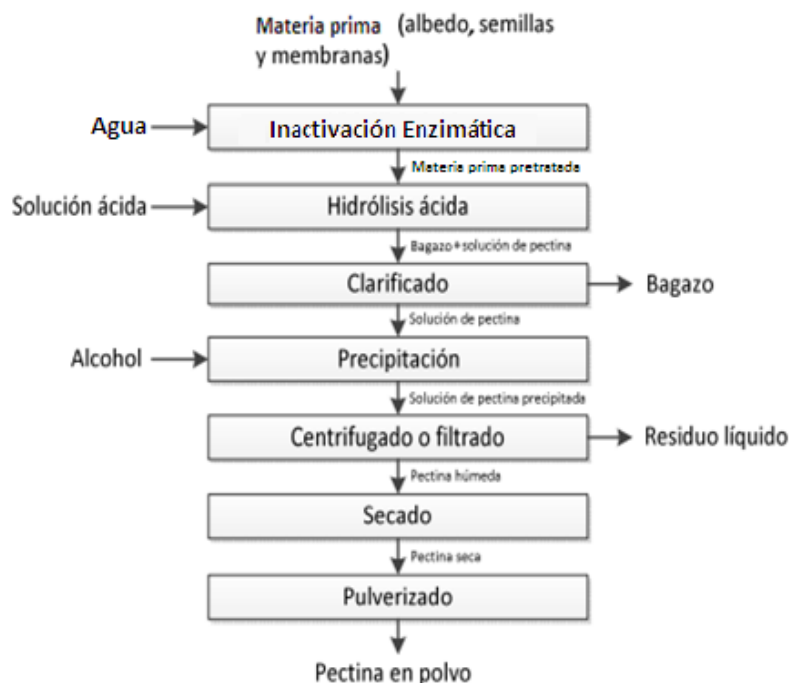 Materia prima (albedo, semillas
y membranas)
Agua
Inactivación Enzimática
Materia prima pretratada
Solución ácida
Hidrólisis ácida
Bagazo+solución de pectina
Clarificado
Bagazo
Solución de pectina
Alcohol
Precipitación
Solución de pectina precipitada
Centrifugado o filtrado
Residuo líquido
Pectina húmeda
Secado
Pectina seca
Pulverizado
Pectina en polvo